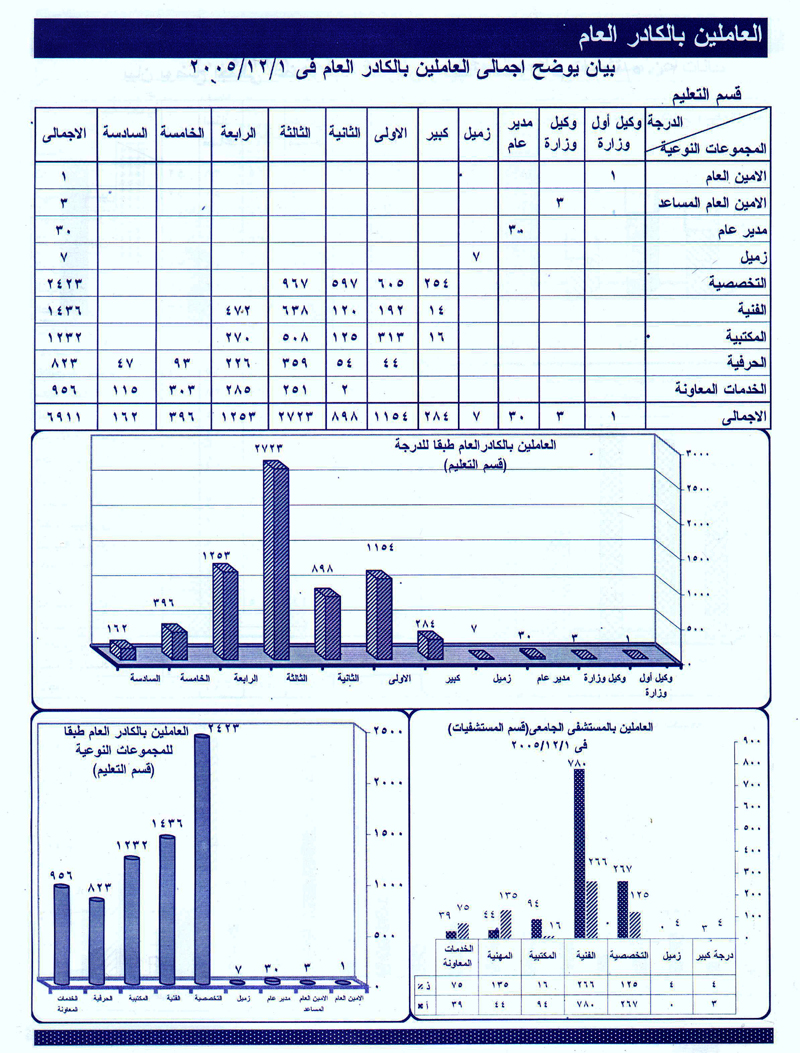 العاملين بالكادر العام
بيان يوضح اجمالى العاملين بالكادر العام فى ٢٠٠٥/١٢/١
قسم التعليم
الدرجة وكيل أول وزارة وكيل وزارة مدير عام زميل كبير الاولى الثانية الثالثة الرابعة الخامسة السادسة الاجمالى
المجموعات النوعية
الامين العام ١ ١
الامين العام المساعد ٣ ٣
مدير عام ٣٠ ٣٠
زميل ٧ ٧
التخصصية ٢٥٤ ٦٠٥ ٥٩٧ ٩٦٧ ٢٤٢٣
الفنية ١٤ ١٩٢ ١٢٠ ٦٣٨ ٤٧٢ ١٤٣٦
المكتبية ١٦ ٣١٣ ١٢٥ ٥٠٨ ٢٧٠ ١٢٣٢
الحرفية ٤٤ ٥٤ ٣٥٩ ٢٢٦ ٩٣ ٤٧ ٨٢٣
الخدمات المعاونة ٢ ٢٥١ ٢٨٥ ٣٠٣ ١١٥ ٩٥٦
الاجمالى ١ ٣ ٣٠ ٧ ٢٨٤ ١١٥٤ ٨٩٨ ٢٧٢٣ ١٢٥٣ ٣٩٦ ١٦٢ ٦٩١١
العاملين بالكادر العام طبقا للدرجة
(قسم التعليم)
٣٠٠٠
٢٥٠٠
٢٠٠٠
١٥٠٠
١٠٠٠
٥٠٠
٠
١ ٣ ٣٠ ٧ ٢٨٤ ١١٥٤ ٨٩٨ ٢٧٢٣ ١٢٥٣ ٣٩٦ ١٦٢
وكيل أول وزارة وكيل وزارة مدير عام زميل كبير الاولى الثانية الثالثة الرابعة الخامسة السادسة
العاملين بالمستشفى الجامعى(قسم المستشفيات)
فى ٢٠٠٥/١٢/١
٩٠٠
٨٠٠
٧٠٠
٦٠٠
٥٠٠
٤٠٠
٣٠٠
٢٠٠
١٠٠
٠
٤ ٣ ٤ ٠ ١٢٥ ٢٦٧ ٢٦٦ ٧٨٠ ١٦ ٩٤ ١٣٥ ٤٤ ٧٥ ٣٩
درجة كبير زميل التخصصية الفنية المكتبية المهنية الخدمات المعاونة
٤ ٤ ١٢٥ ٢٦٦ ١٦ ١٣٥ ٧٥ ذ
٣ ٠ ٢٦٧ ٧٨٠ ٩٤ ٤٤ ٣٩ أ
العاملين بالكادر العام طبقا
للمجموعات النوعية
(قسم التعليم)
٢٥٠٠
٢٠٠٠
١٥٠٠
١٠٠٠
٥٠٠
٠
١ ٣ ٣٠ ٧ ٢٤٢٣ ١٤٣٦ ١٢٣٢ ٨٢٣ ٩٥٦
الامين العام الامين العام المساعد مدير عام زميل التخصصية الفنية المكتبية الحرفية الخدمات المعاونة